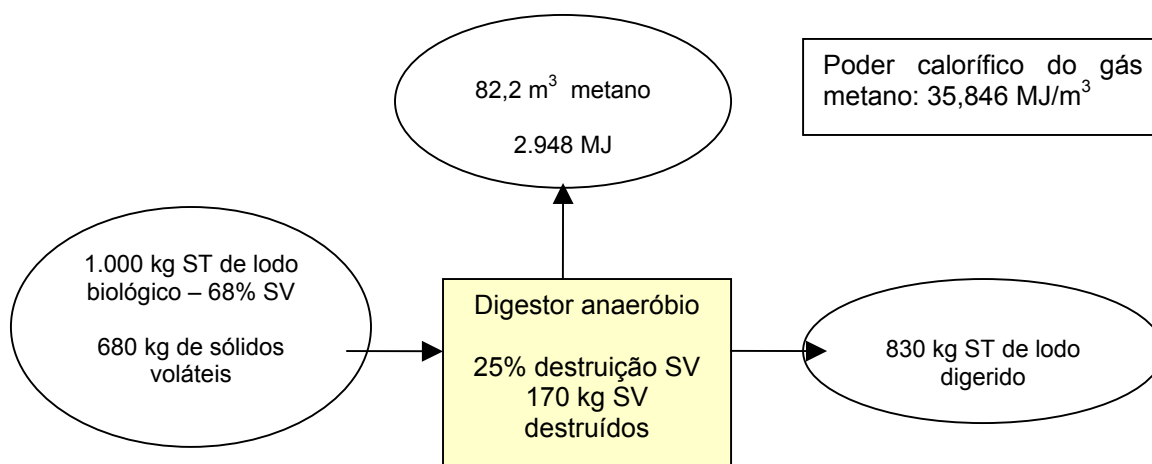 82,2 m³ metano
2.948 MJ
Poder calorífico do gás
metano: 35,846 MJ/m³
1.000 kg ST de lodo
biológico – 68% SV
680 kg de sólidos
voláteis
Digestor anaeróbio
25% destruição SV
170 kg SV
destruídos
830 kg ST de lodo
digerido